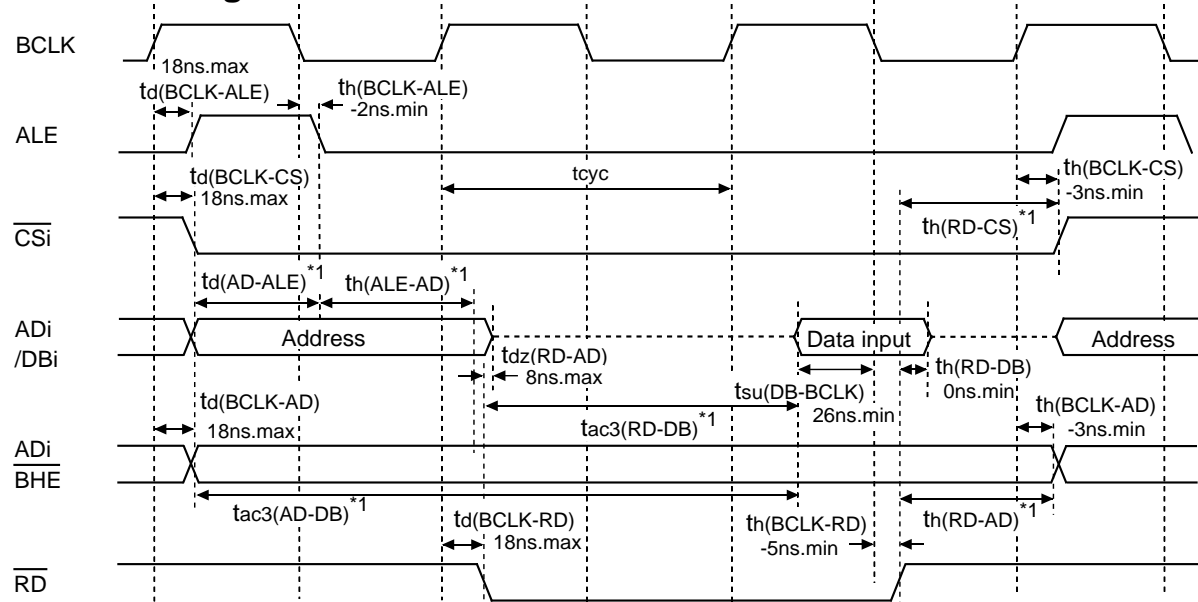 BCLK
18ns.max
td(BCLK-ALE)
th(BCLK-ALE)
-2ns.min
ALE
td(BCLK-CS)
18ns.max
tcyc
th(BCLK-CS)
-3ns.min
CSi
th(RD-CS)*1
td(AD-ALE)*1
th(ALE-AD)*1
ADi
/DBi
Address
Data input
Address
tdz(RD-AD)
8ns.max
th(RD-DB)
0ns.min
tsu(DB-BCLK)
26ns.min
td(BCLK-AD)
18ns.max
tac3(RD-DB)*1
th(BCLK-AD)
-3ns.min
ADi
BHE
tac3(AD-DB)*1
td(BCLK-RD)
18ns.max
th(BCLK-RD)
-5ns.min
th(RD-AD)*1
RD